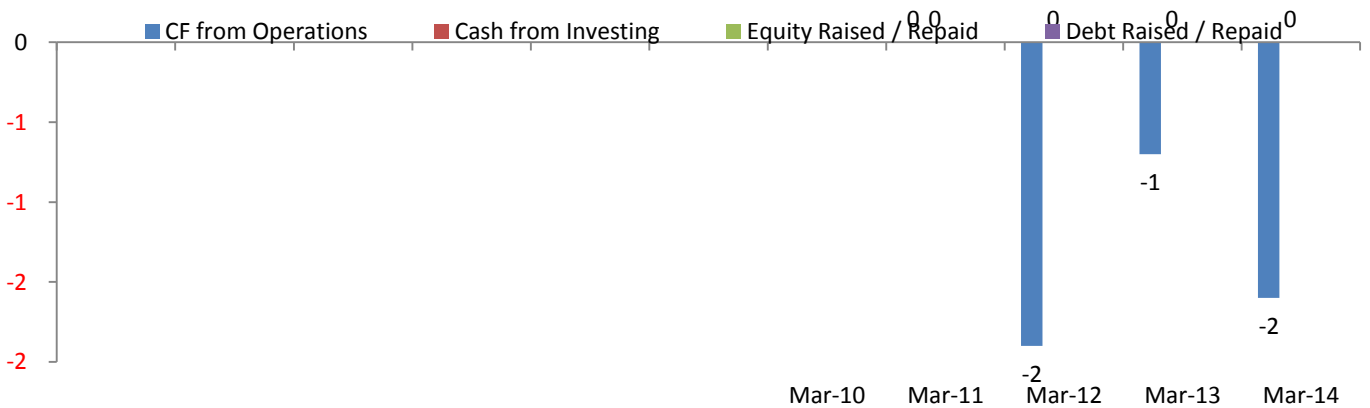 0 0 0 0 0
CF from Operations Cash from Investing Equity Raised / Repaid Debt Raised / Repaid
0
-1
-1
-2
-2
-1
-2
-2
Mar-10 Mar-11 Mar-12 Mar-13 Mar-14